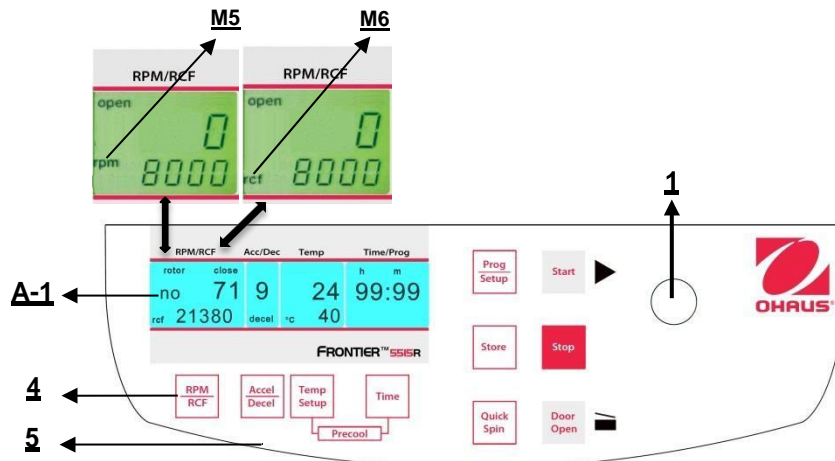 M5
M6
RPM/RCF
open
0
rpm
8000
RPM/RCF
open
0
rcf
8000
1
RPM/RCF Acc/Dec Temp Time/Prog
rotor close h m
no 71 9 24 99:99
rcf 21380 decel °C 40
FRONTIER™ 5515R
A-1
4
5
RPM
RCF
Accel
Decel
Temp
Setup
Time
Precool
Prog
Setup
Start
Store
Stop
Quick
Spin
Door
Open
OHAUS®